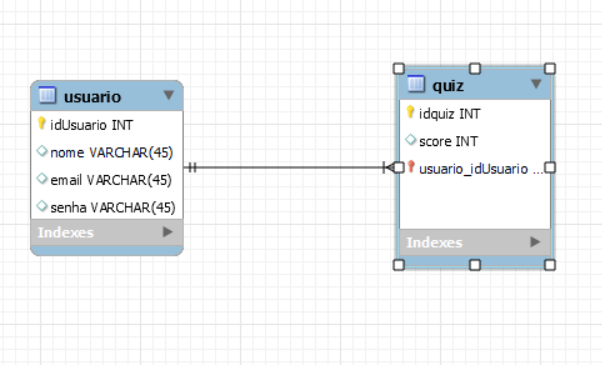 usuario
idUsuario INT
nome VARCHAR(45)
email VARCHAR(45)
senha VARCHAR(45)
Indexes
quiz
idquiz INT
score INT
usuario_idUsuario ...
Indexes